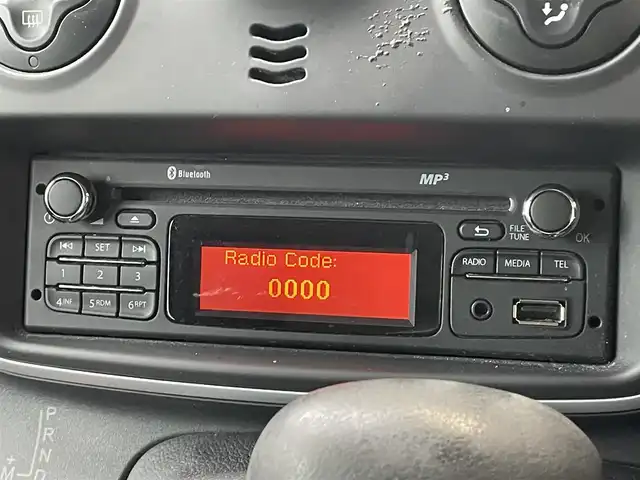 Bluetooth
MP3
FILE
TUNE
OK
SET
1
2
3
4INF
5RDM
6RPT
Radio Code:
0000
RADIO
MEDIA
TEL
P
R
N
D
+
M